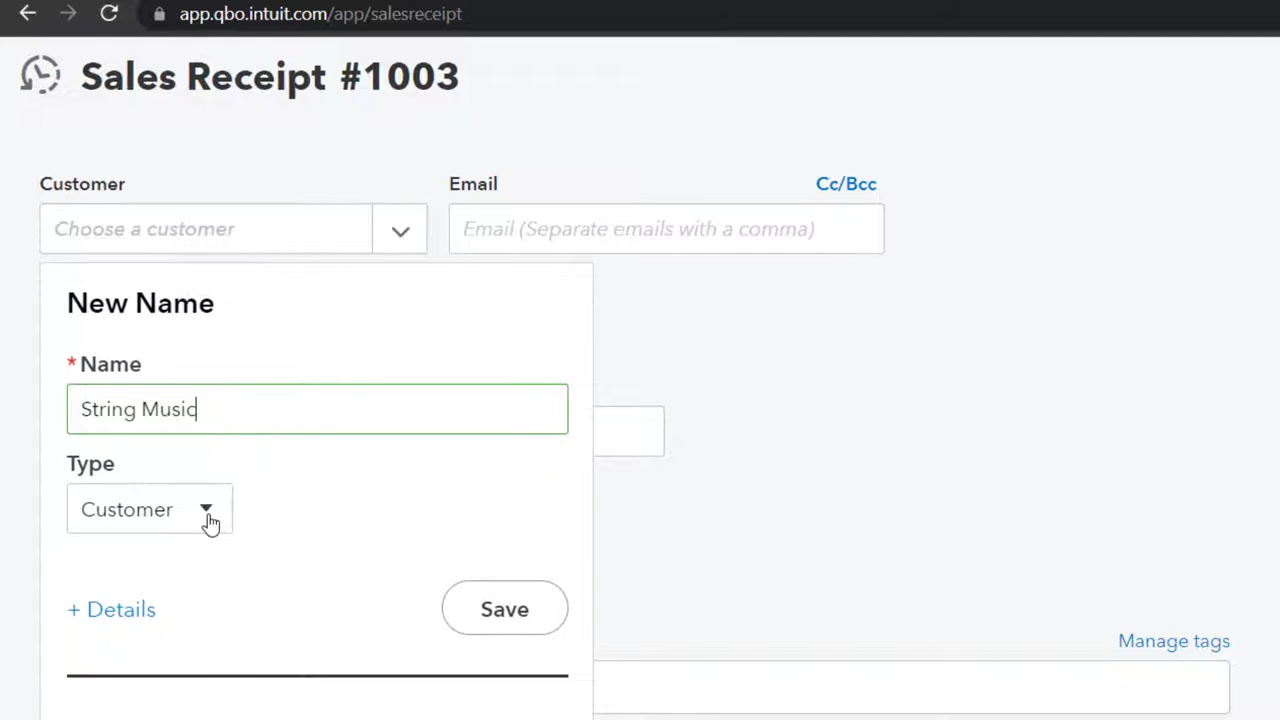 app.qbo.intuit.com/app/salesreceipt
Sales Receipt #1003
Customer
Email
Cc/Bcc
Choose a customer
Email (Separate emails with a comma)
New Name
*Name
String Music
Type
Customer
+ Details
Save
Manage tags